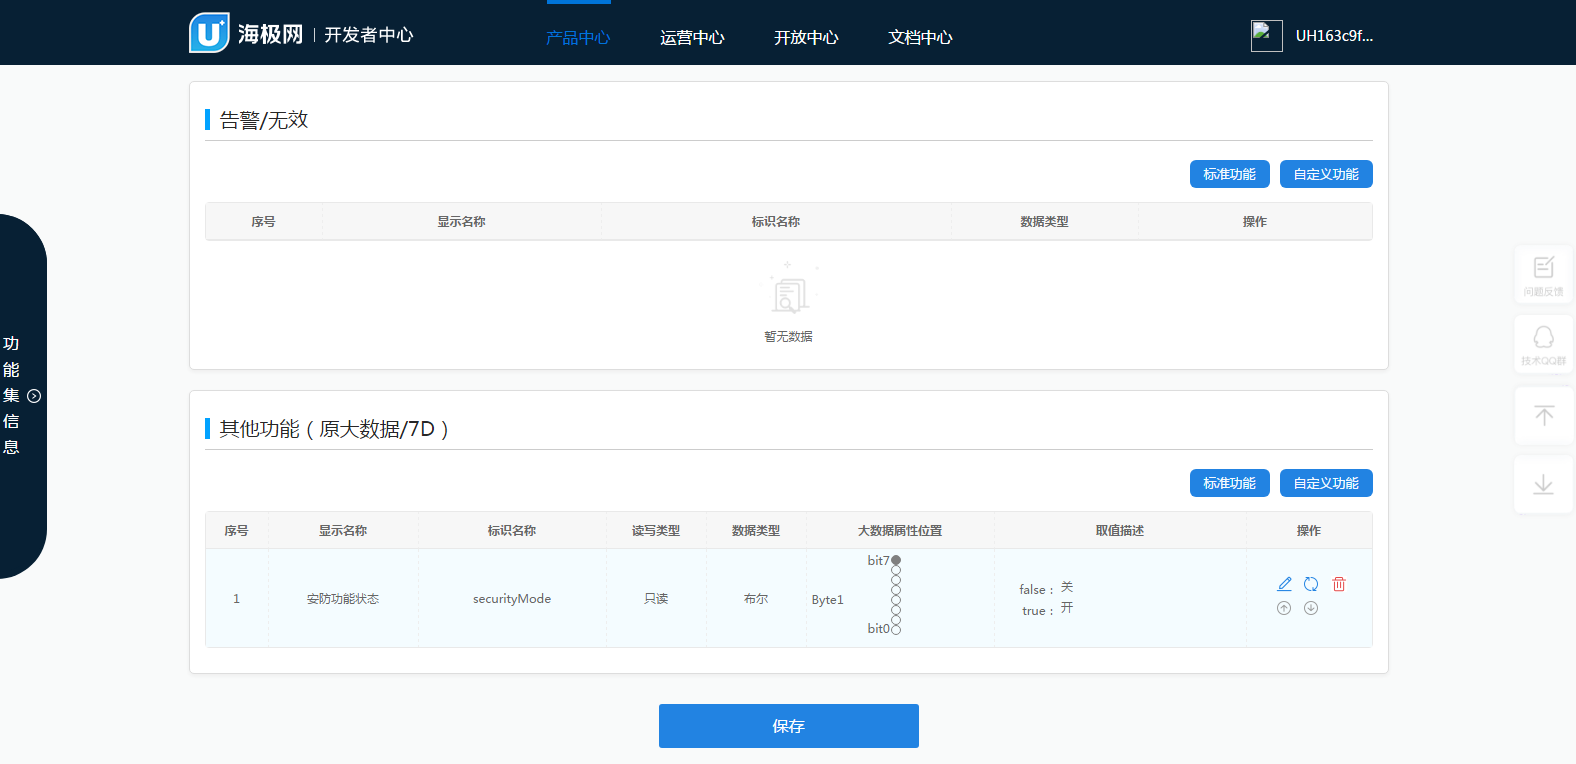 海极网 | 开发者中心 产品中心 运营中心 开放中心 文档中心 UH163c9f...
告警/无效
标准功能 自定义功能
序号 显示名称 标识名称 数据类型 操作
暂无数据
功能集信息
其他功能（原大数据/7D）
标准功能 自定义功能
序号 显示名称 标识名称 读写类型 数据类型 大数据属性位置 取值描述 操作
1 安防功能状态 securityMode 只读 布尔 Byte1 bit7 bit0
false： 关
true： 开
保存
问题反馈
技术QQ群